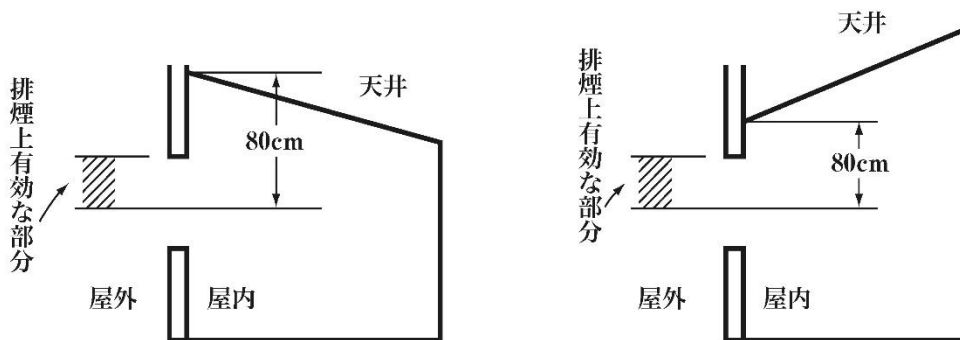 排煙上有効な部分
天井
80cm
屋外
屋内
排煙上有効な部分
天井
80cm
屋外
屋内